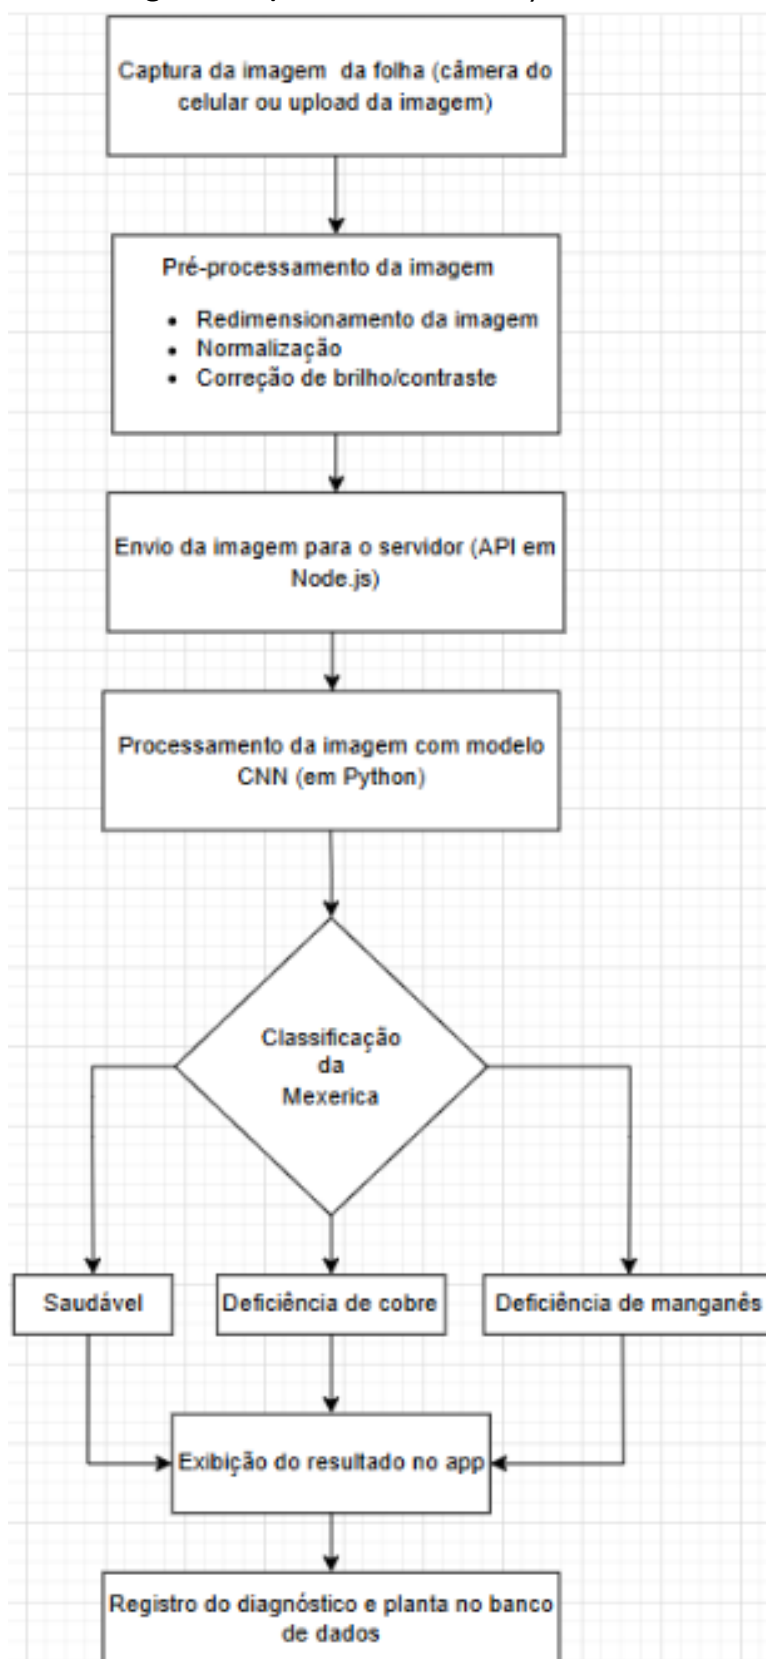 Captura da imagem da folha (câmera do
celular ou upload da imagem)
Pré-processamento da imagem
• Redimensionamento da imagem
• Normalização
• Correção de brilho/contraste
Envio da imagem para o servidor (API em
Node.js)
Processamento da imagem com modelo
CNN (em Python)
Classificação
da
Mexerica
Saudável
Deficiência de cobre
Deficiência de manganês
Exibição do resultado no app
Registro do diagnóstico e planta no banco
de dados